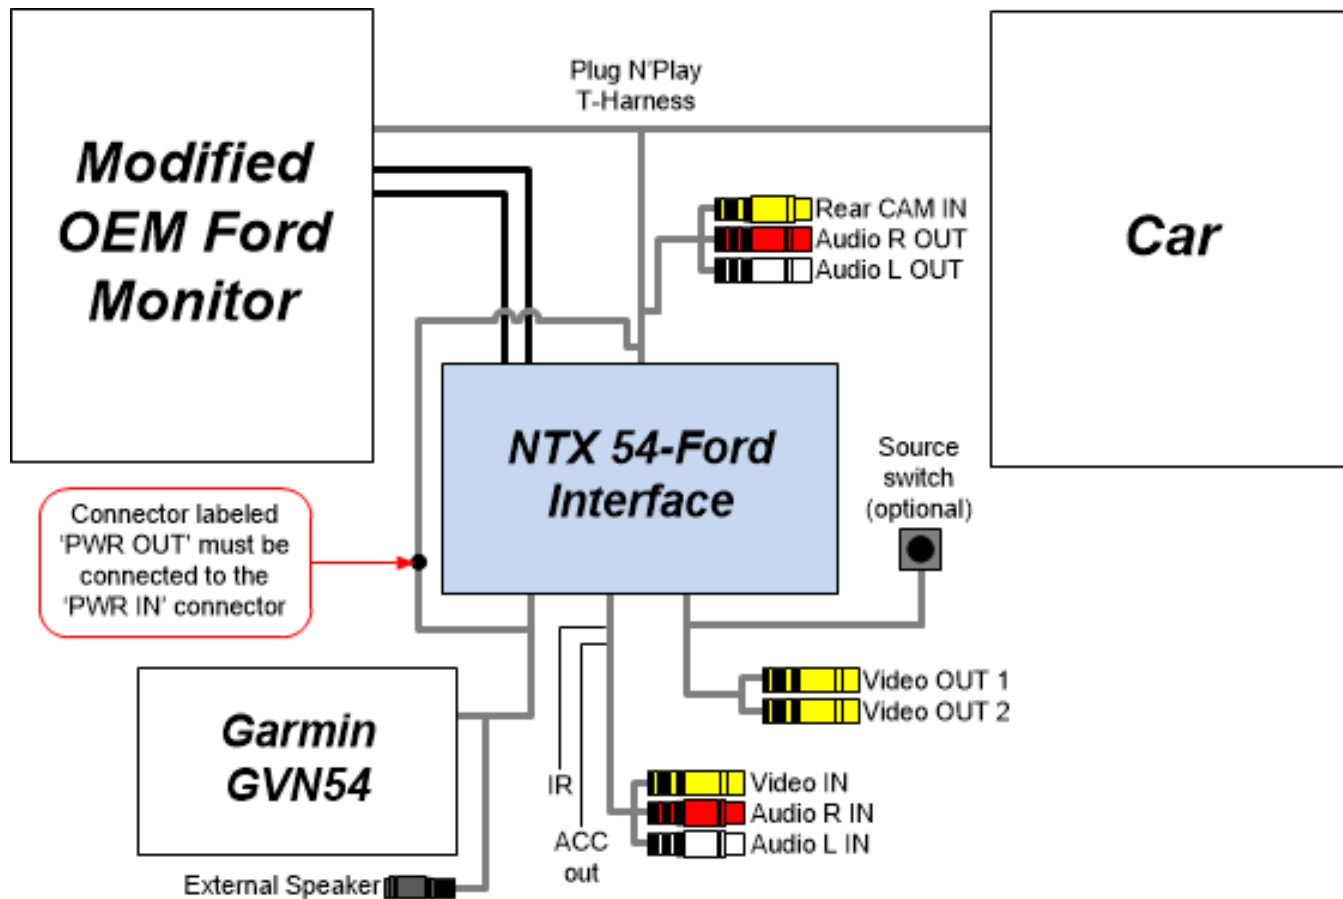 Plug N'Play
T-Harness
Modified
OEM Ford
Monitor
Rear CAM IN
Audio R OUT
Audio L OUT
Car
NTX 54-Ford
Interface
Source
switch
(optional)
Connector labeled
'PWR OUT' must be
connected to the
'PWR IN' connector
Garmin
GVN54
Video OUT 1
Video OUT 2
IR
ACC
out
Video IN
Audio R IN
Audio L IN
External Speaker